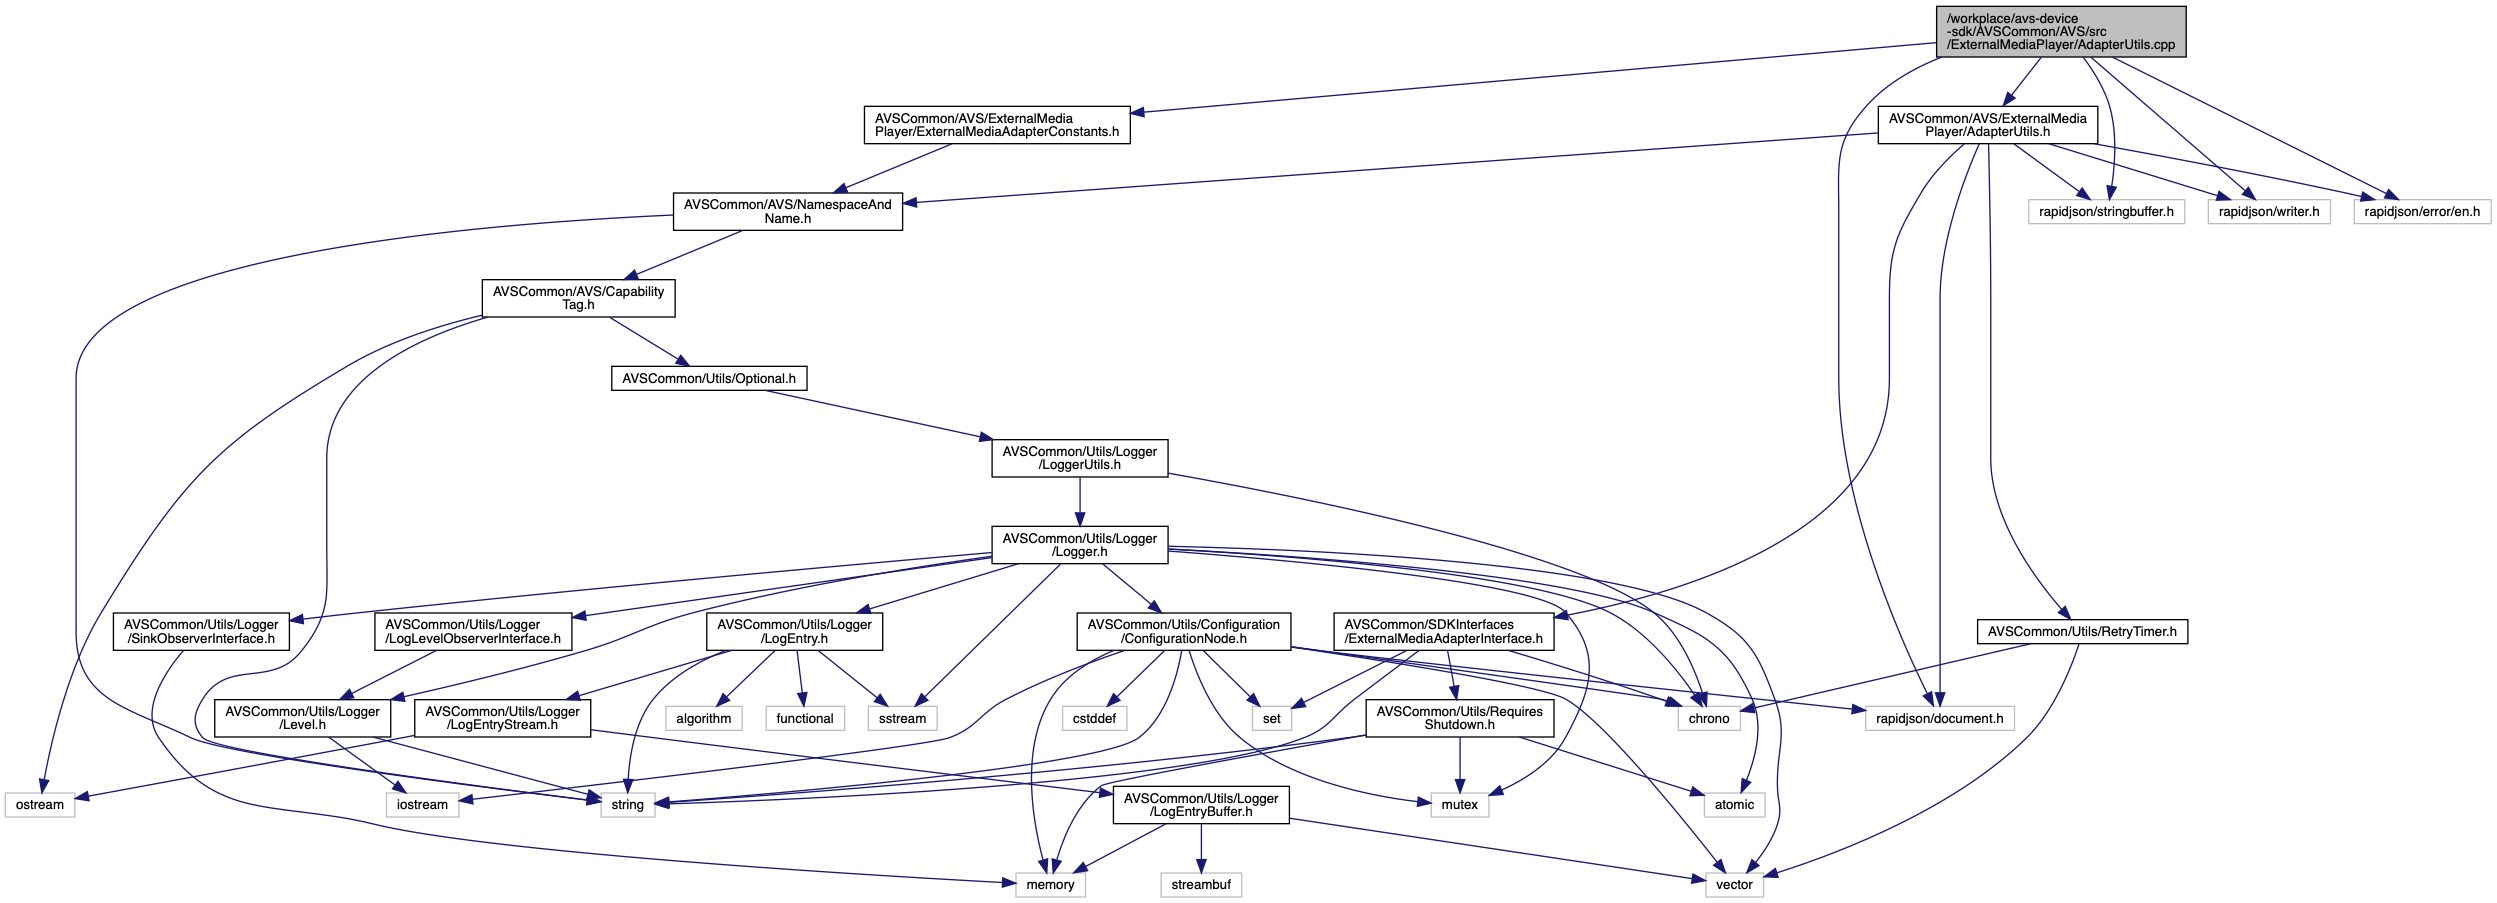 /workplace/avs-device
-sdk/AVSCommon/AVS/src
/ExternalMediaPlayer/AdapterUtils.cpp
AVSCommon/AVS/ExternalMedia
Player/ExternalMediaAdapterConstants.h
AVSCommon/AVS/ExternalMedia
Player/AdapterUtils.h
AVSCommon/AVS/NamespaceAnd
Name.h
rapidjson/stringbuffer.h
rapidjson/writer.h
rapidjson/error/en.h
AVSCommon/AVS/Capability
Tag.h
AVSCommon/Utils/Optional.h
AVSCommon/Utils/Logger
/LoggerUtils.h
AVSCommon/Utils/Logger
/Logger.h
AVSCommon/Utils/Logger
/SinkObserverInterface.h
AVSCommon/Utils/Logger
/LogLevelObserverInterface.h
AVSCommon/Utils/Logger
/LogEntry.h
AVSCommon/Utils/Configuration
/ConfigurationNode.h
AVSCommon/SDKInterfaces
/ExternalMediaAdapterInterface.h
AVSCommon/Utils/RetryTimer.h
AVSCommon/Utils/Logger
/Level.h
AVSCommon/Utils/Logger
/LogEntryStream.h
algorithm
functional
sstream
cstddef
set
AVSCommon/Utils/Requires
Shutdown.h
chrono
rapidjson/document.h
ostream
iostream
string
AVSCommon/Utils/Logger
/LogEntryBuffer.h
mutex
atomic
memory
streambuf
vector